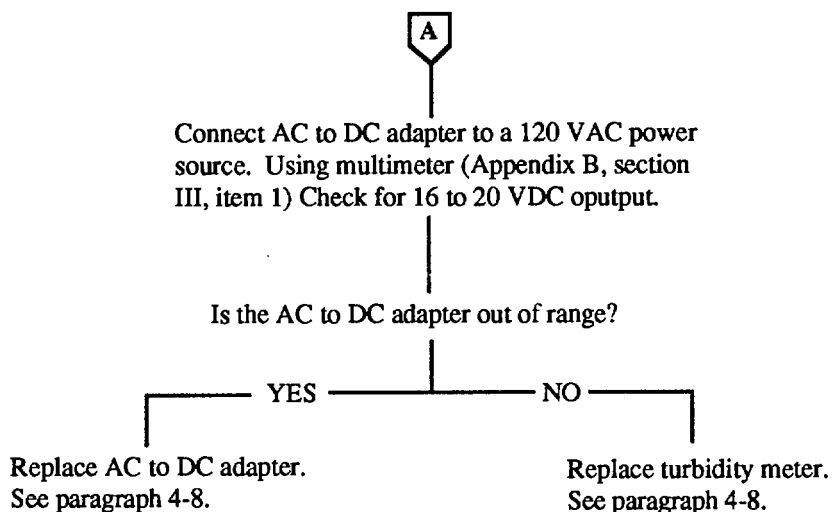 A
Connect AC to DC adapter to a 120 VAC power
source. Using multimeter (Appendix B, section
III, item 1) Check for 16 to 20 VDC oputput.
Is the AC to DC adapter out of range?
YES NO
Replace AC to DC adapter.
See paragraph 4-8.
Replace turbidity meter.
See paragraph 4-8.